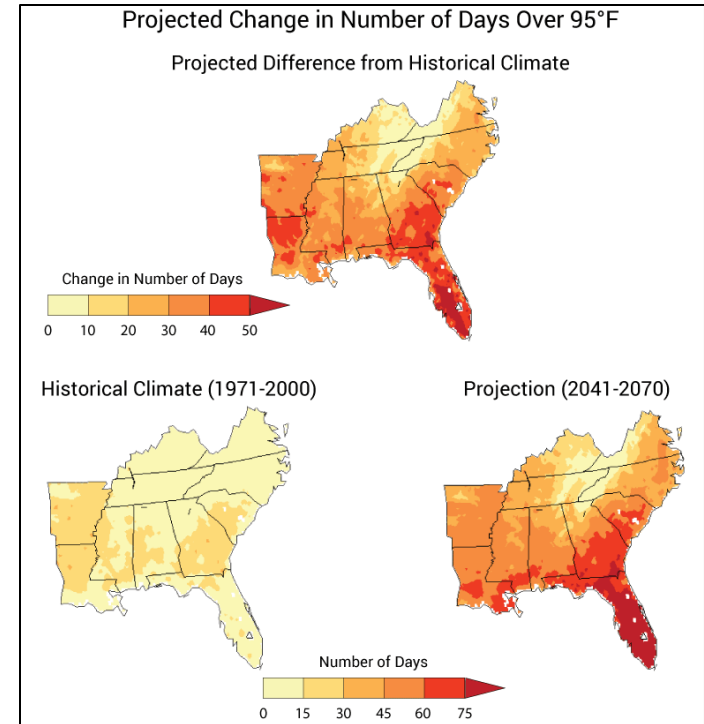 Projected Change in Number of Days Over 95°F
Projected Difference from Historical Climate
Change in Number of Days
0 10 20 30 40 50
Historical Climate (1971-2000)
Projection (2041-2070)
Number of Days
0 15 30 45 60 75